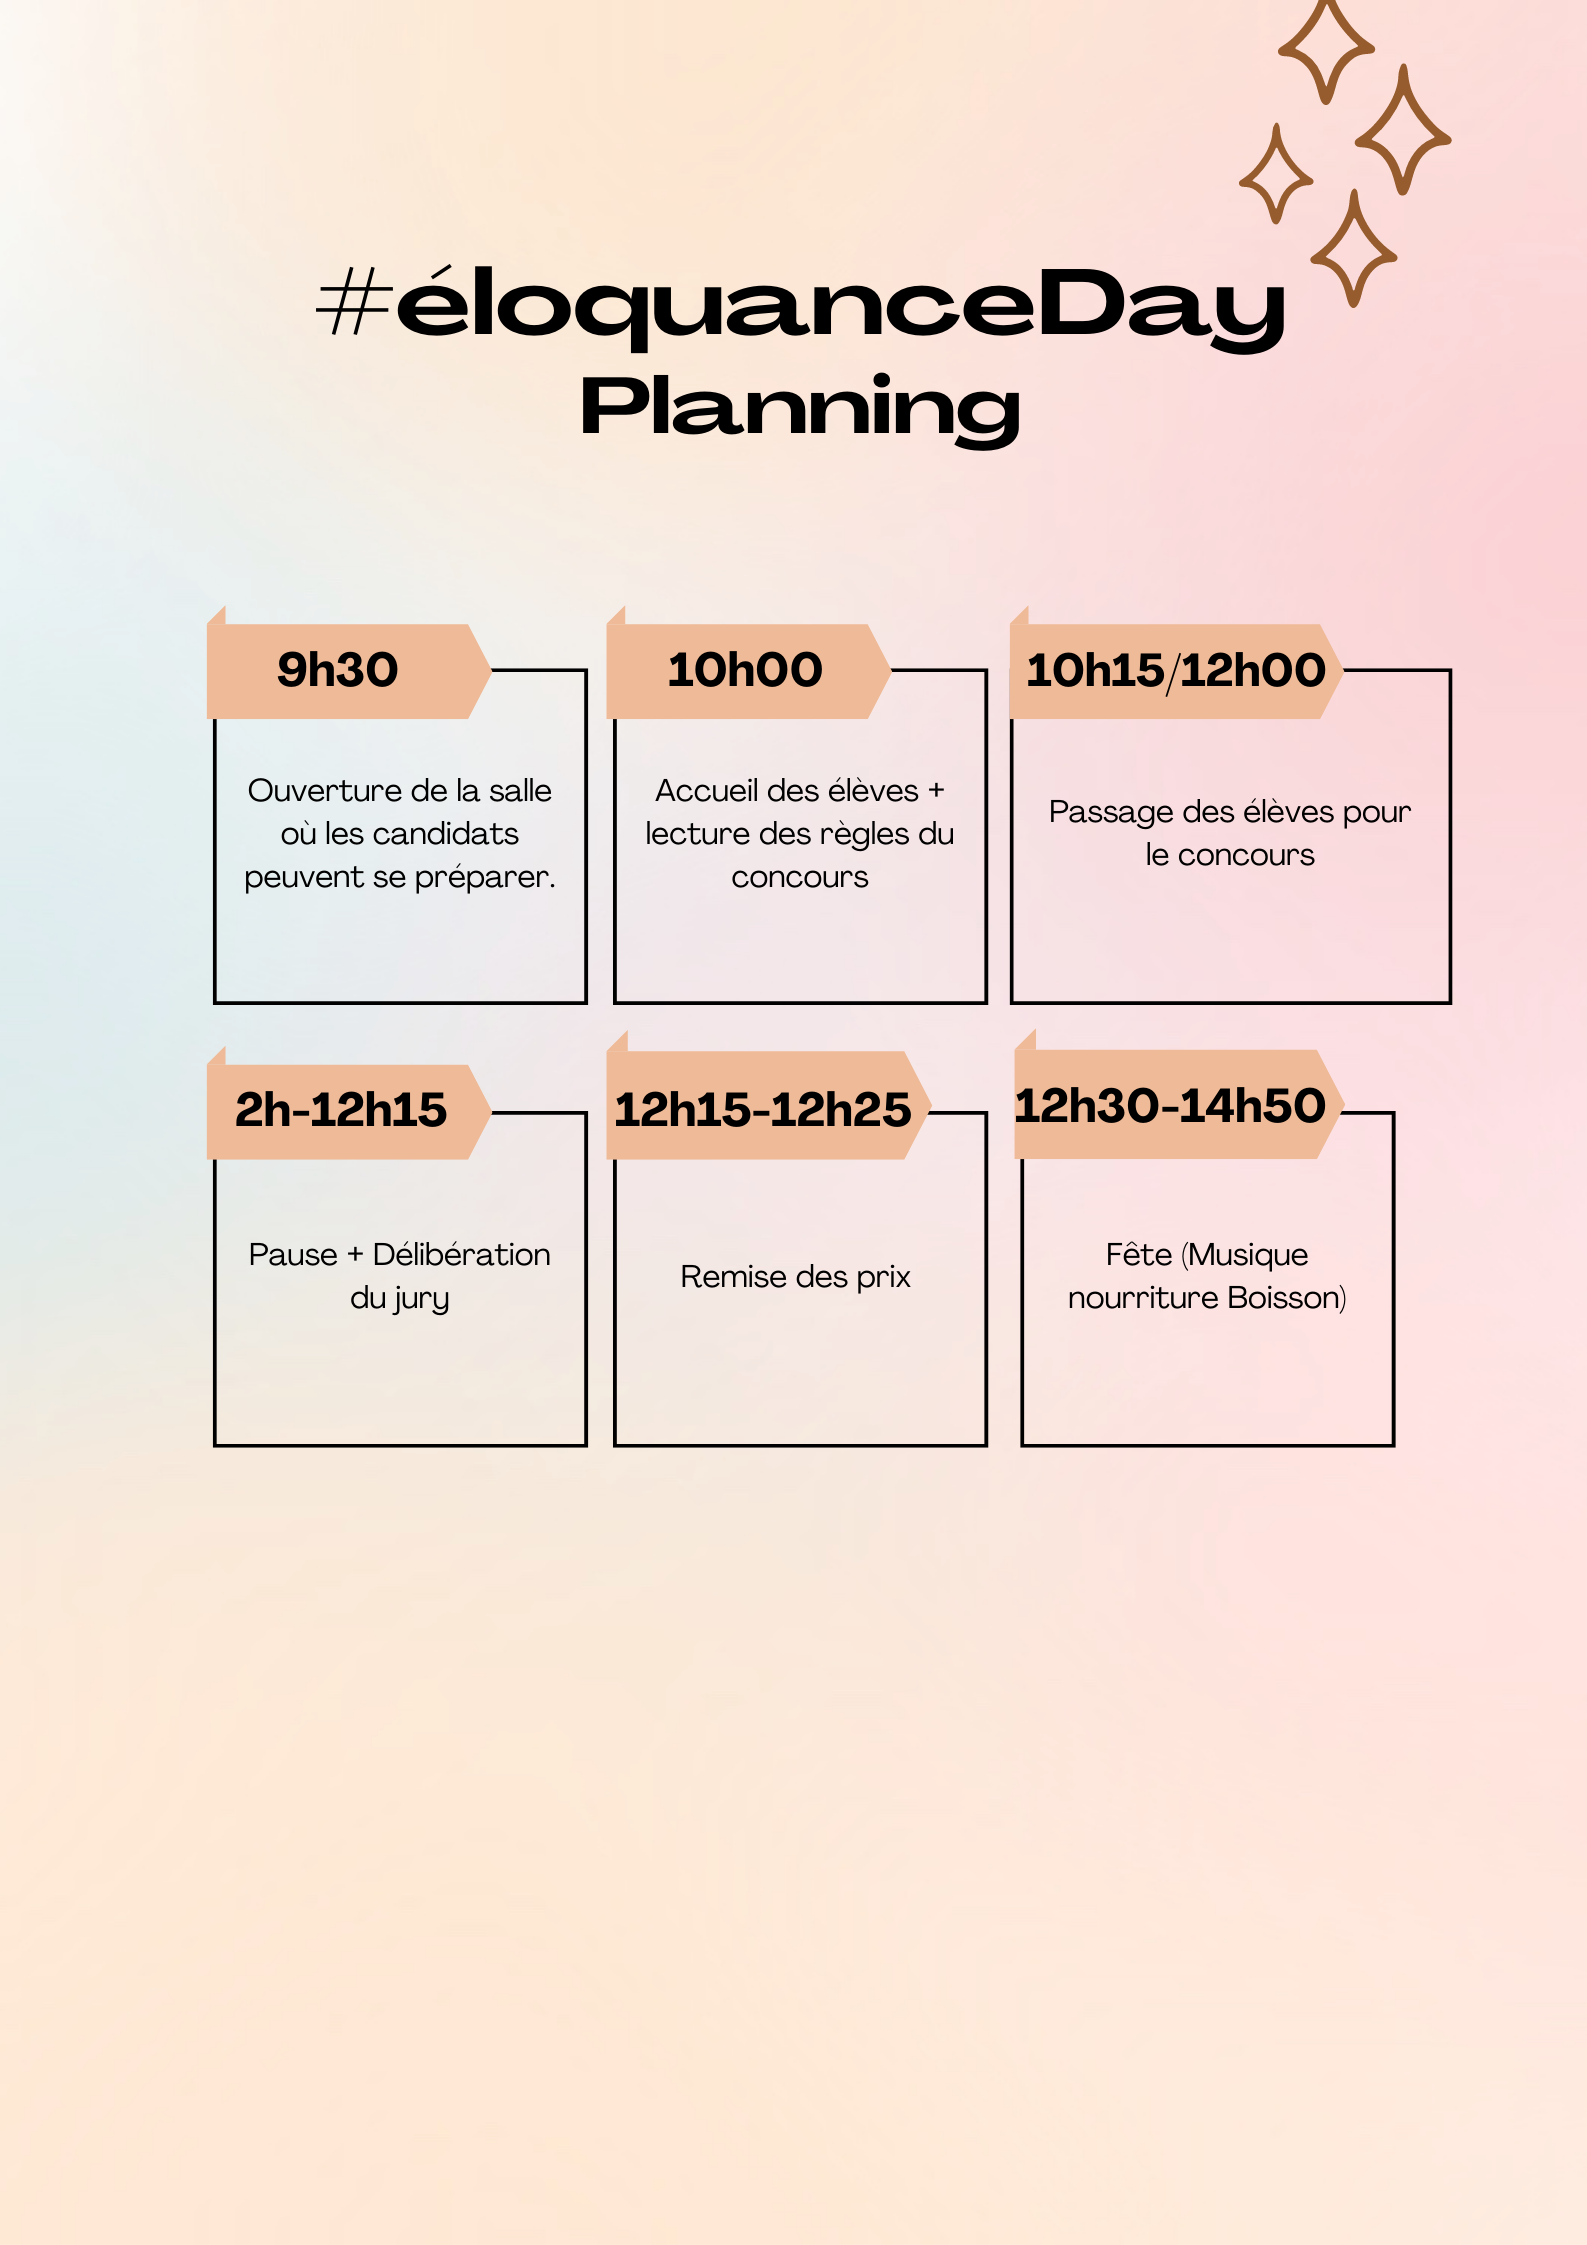 #éloquanceDay
Planning
9h30
Ouverture de la salle
où les candidats
peuvent se préparer.
10h00
Accueil des élèves +
lecture des règles du
concours
10h15/12h00
Passage des élèves pour
le concours
2h-12h15
Pause + Délibération
du jury
12h15-12h25
Remise des prix
12h30-14h50
Fête (Musique
nourriture Boisson)